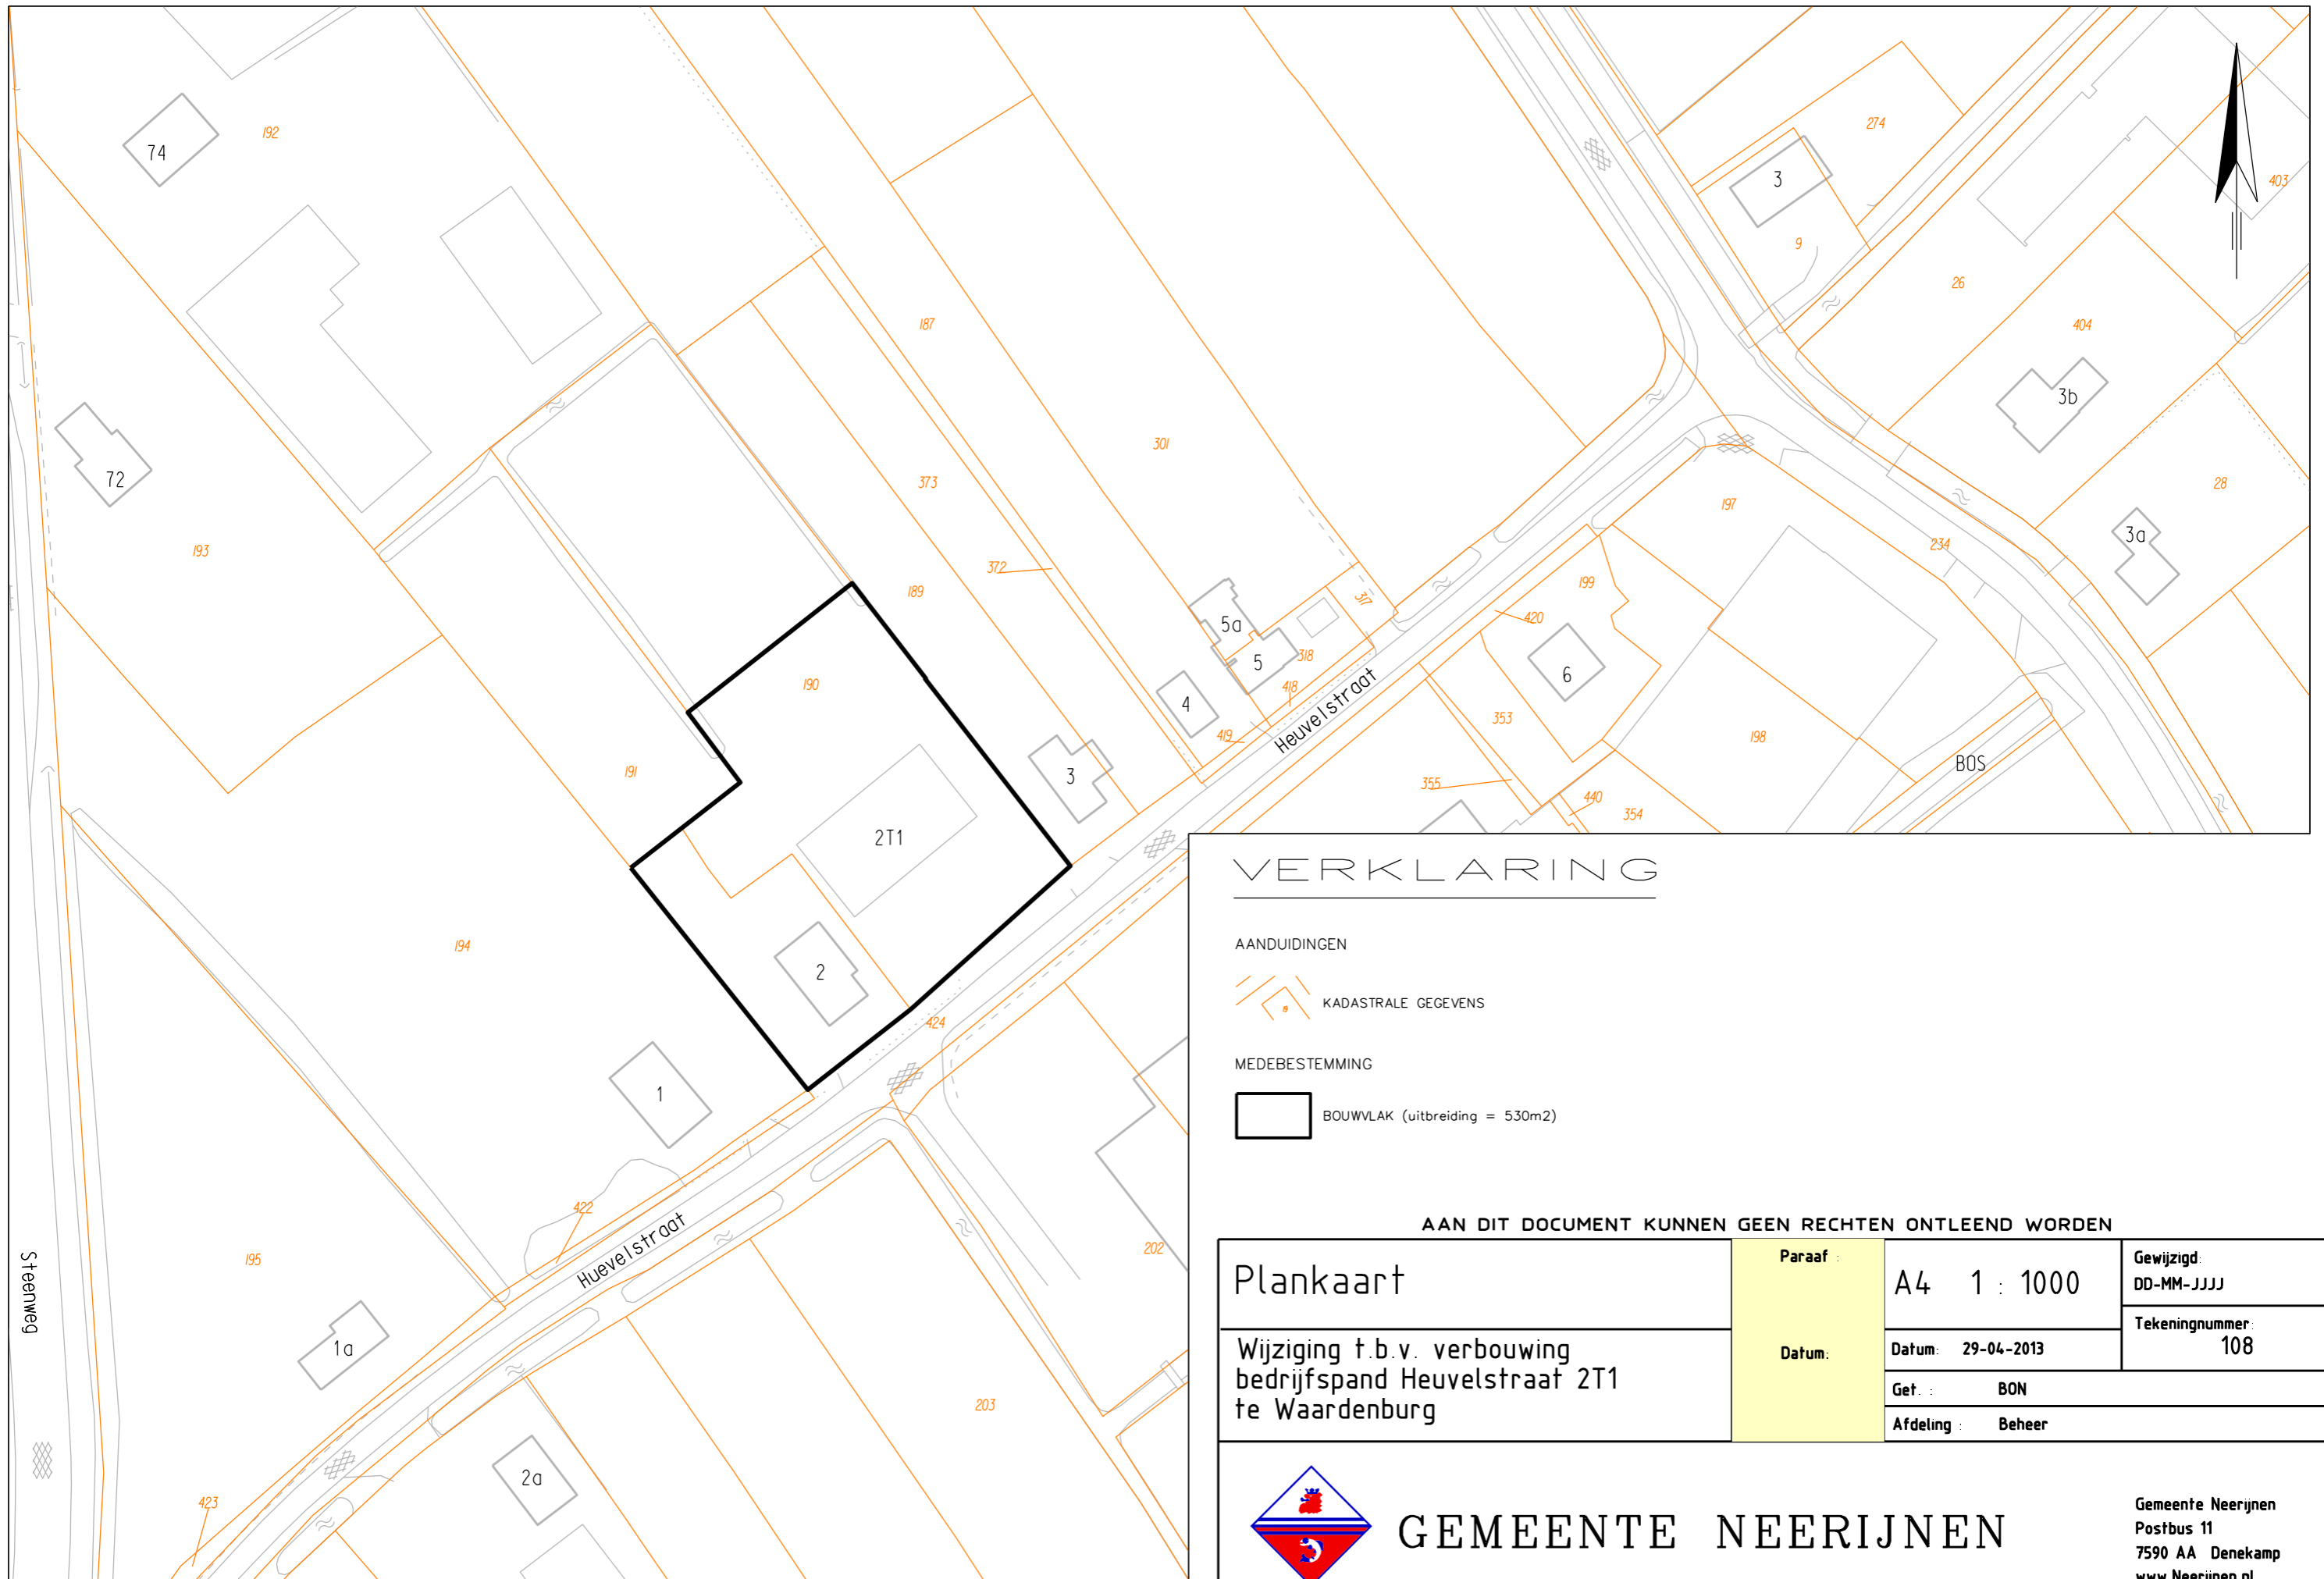 74
192
274
3
403
9
26
187
404
3b
72
301
373
28
197
3a
193
234
372
189
199
317
420
5a
318
5
6
190
418
4
Heuvelstraat
353
419
198
BOS
191
3
355
440
354
2T1
194
2
424
1
422
Huevelstraat
202
195
Steenweg
1a
203
2a
423
VERKLARING
AANDUIDINGEN
KADASTRALE GEGEVENS
MEDEBESTEMMING
BOUWVLAK (uitbreiding = 530m2)
AAN DIT DOCUMENT KUNNEN GEEN RECHTEN ONTLEEND WORDEN
Plankaart
Paraaf :
A4 1 : 1000
Gewijzigd:
DD-MM-JJJJ
Tekeningnummer:
108
Wijziging t.b.v. verbouwing
bedrijfspand Heuvelstraat 2T1
te Waardenburg
Datum:
Datum: 29-04-2013
Get. : BON
Afdeling : Beheer
GEMEENTE NEERIJNEN
Gemeente Neerijnen
Postbus 11
7590 AA Denekamp
www.Neerijnen.nl